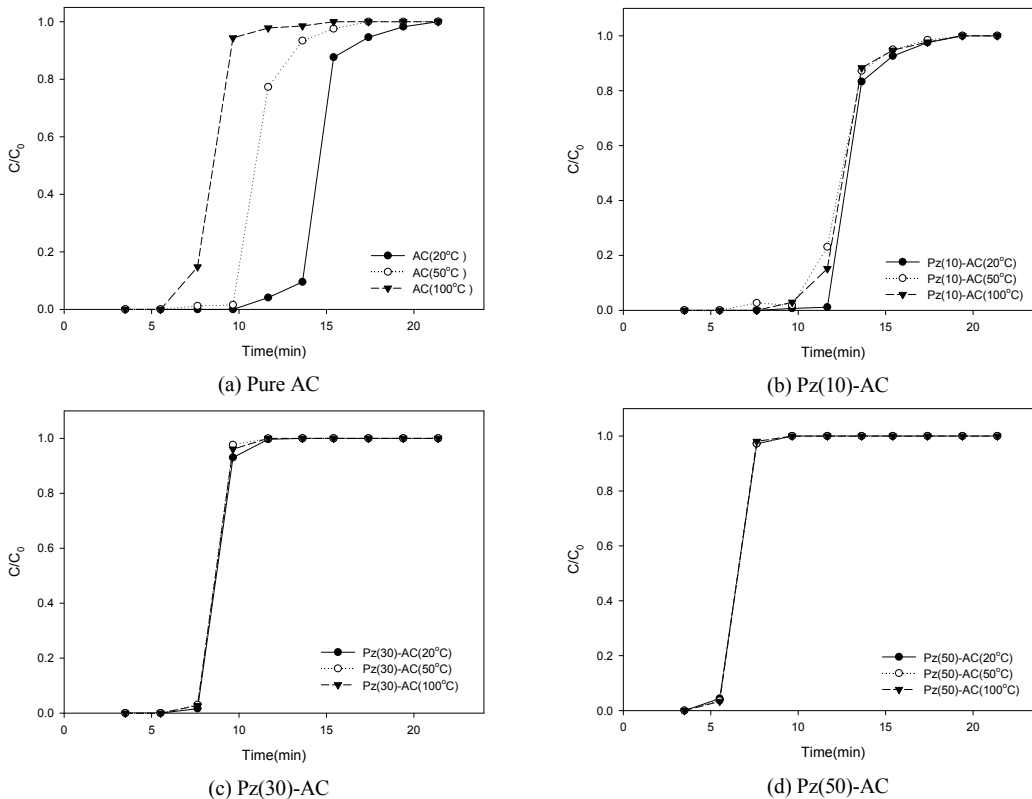 C/C0
1.0
0.8
0.6
0.4
0.2
0.0
AC(20°C )
AC(50°C )
AC(100°C )
0 5 10 15 20
Time(min)
(a) Pure AC
C/C0
1.0
0.8
0.6
0.4
0.2
0.0
Pz(10)-AC(20°C)
Pz(10)-AC(50°C)
Pz(10)-AC(100°C)
0 5 10 15 20
Time(min)
(b) Pz(10)-AC
C/C0
1.0
0.8
0.6
0.4
0.2
0.0
Pz(30)-AC(20°C)
Pz(30)-AC(50°C)
Pz(30)-AC(100°C)
0 5 10 15 20
Time(min)
(c) Pz(30)-AC
C/C0
1.0
0.8
0.6
0.4
0.2
0.0
Pz(50)-AC(20°C)
Pz(50)-AC(50°C)
Pz(50)-AC(100°C)
0 5 10 15 20
Time(min)
(d) Pz(50)-AC